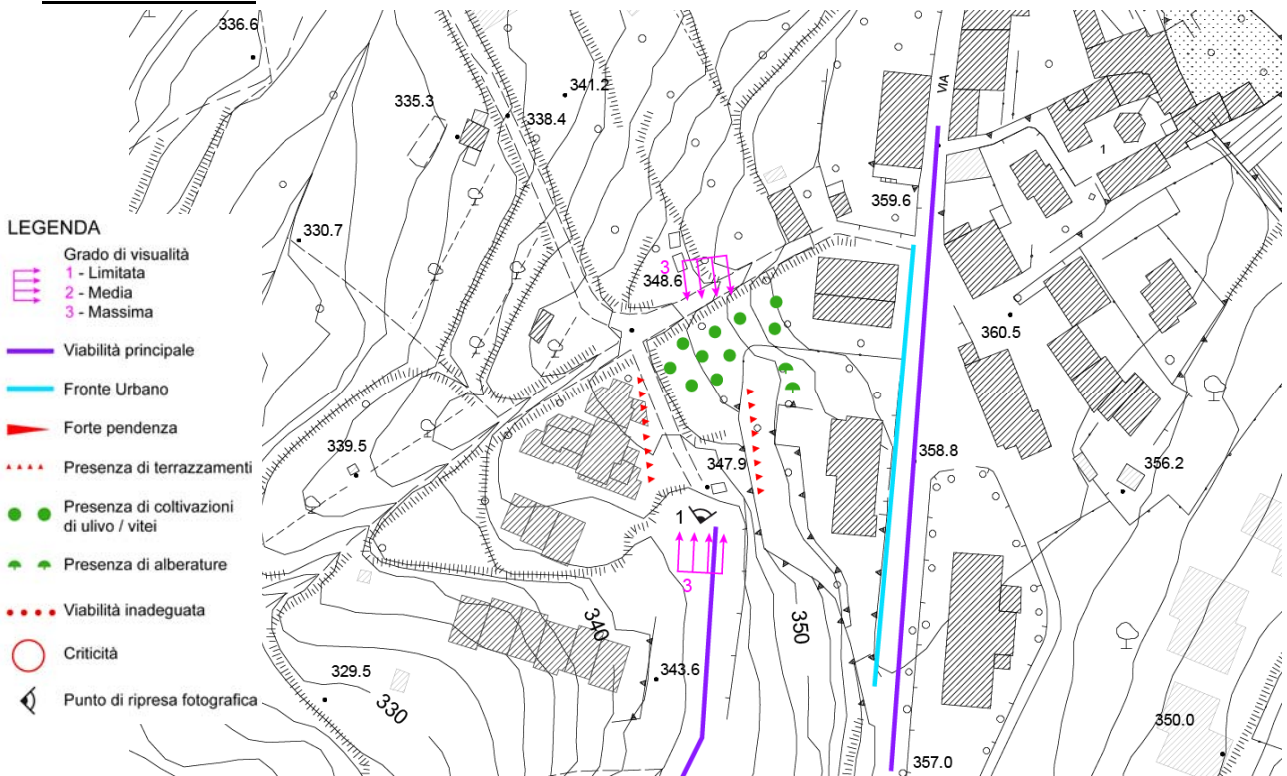 336.6
341.2
335.3
338.4
VIA
1
359.6
330.7
3
348.6
360.5
LEGENDA
Grado di visualità
1 - Limitata
2 - Media
3 - Massima
Viabilità principale
Fronte Urbano
Forte pendenza
Presenza di terrazzamenti
Presenza di coltivazioni
di ulivo / vitei
Presenza di alberature
Viabilità inadeguata
Criticità
Punto di ripresa fotografica
339.5
347.9
358.8
356.2
1
3
340
350
343.6
329.5
330
350.0
357.0